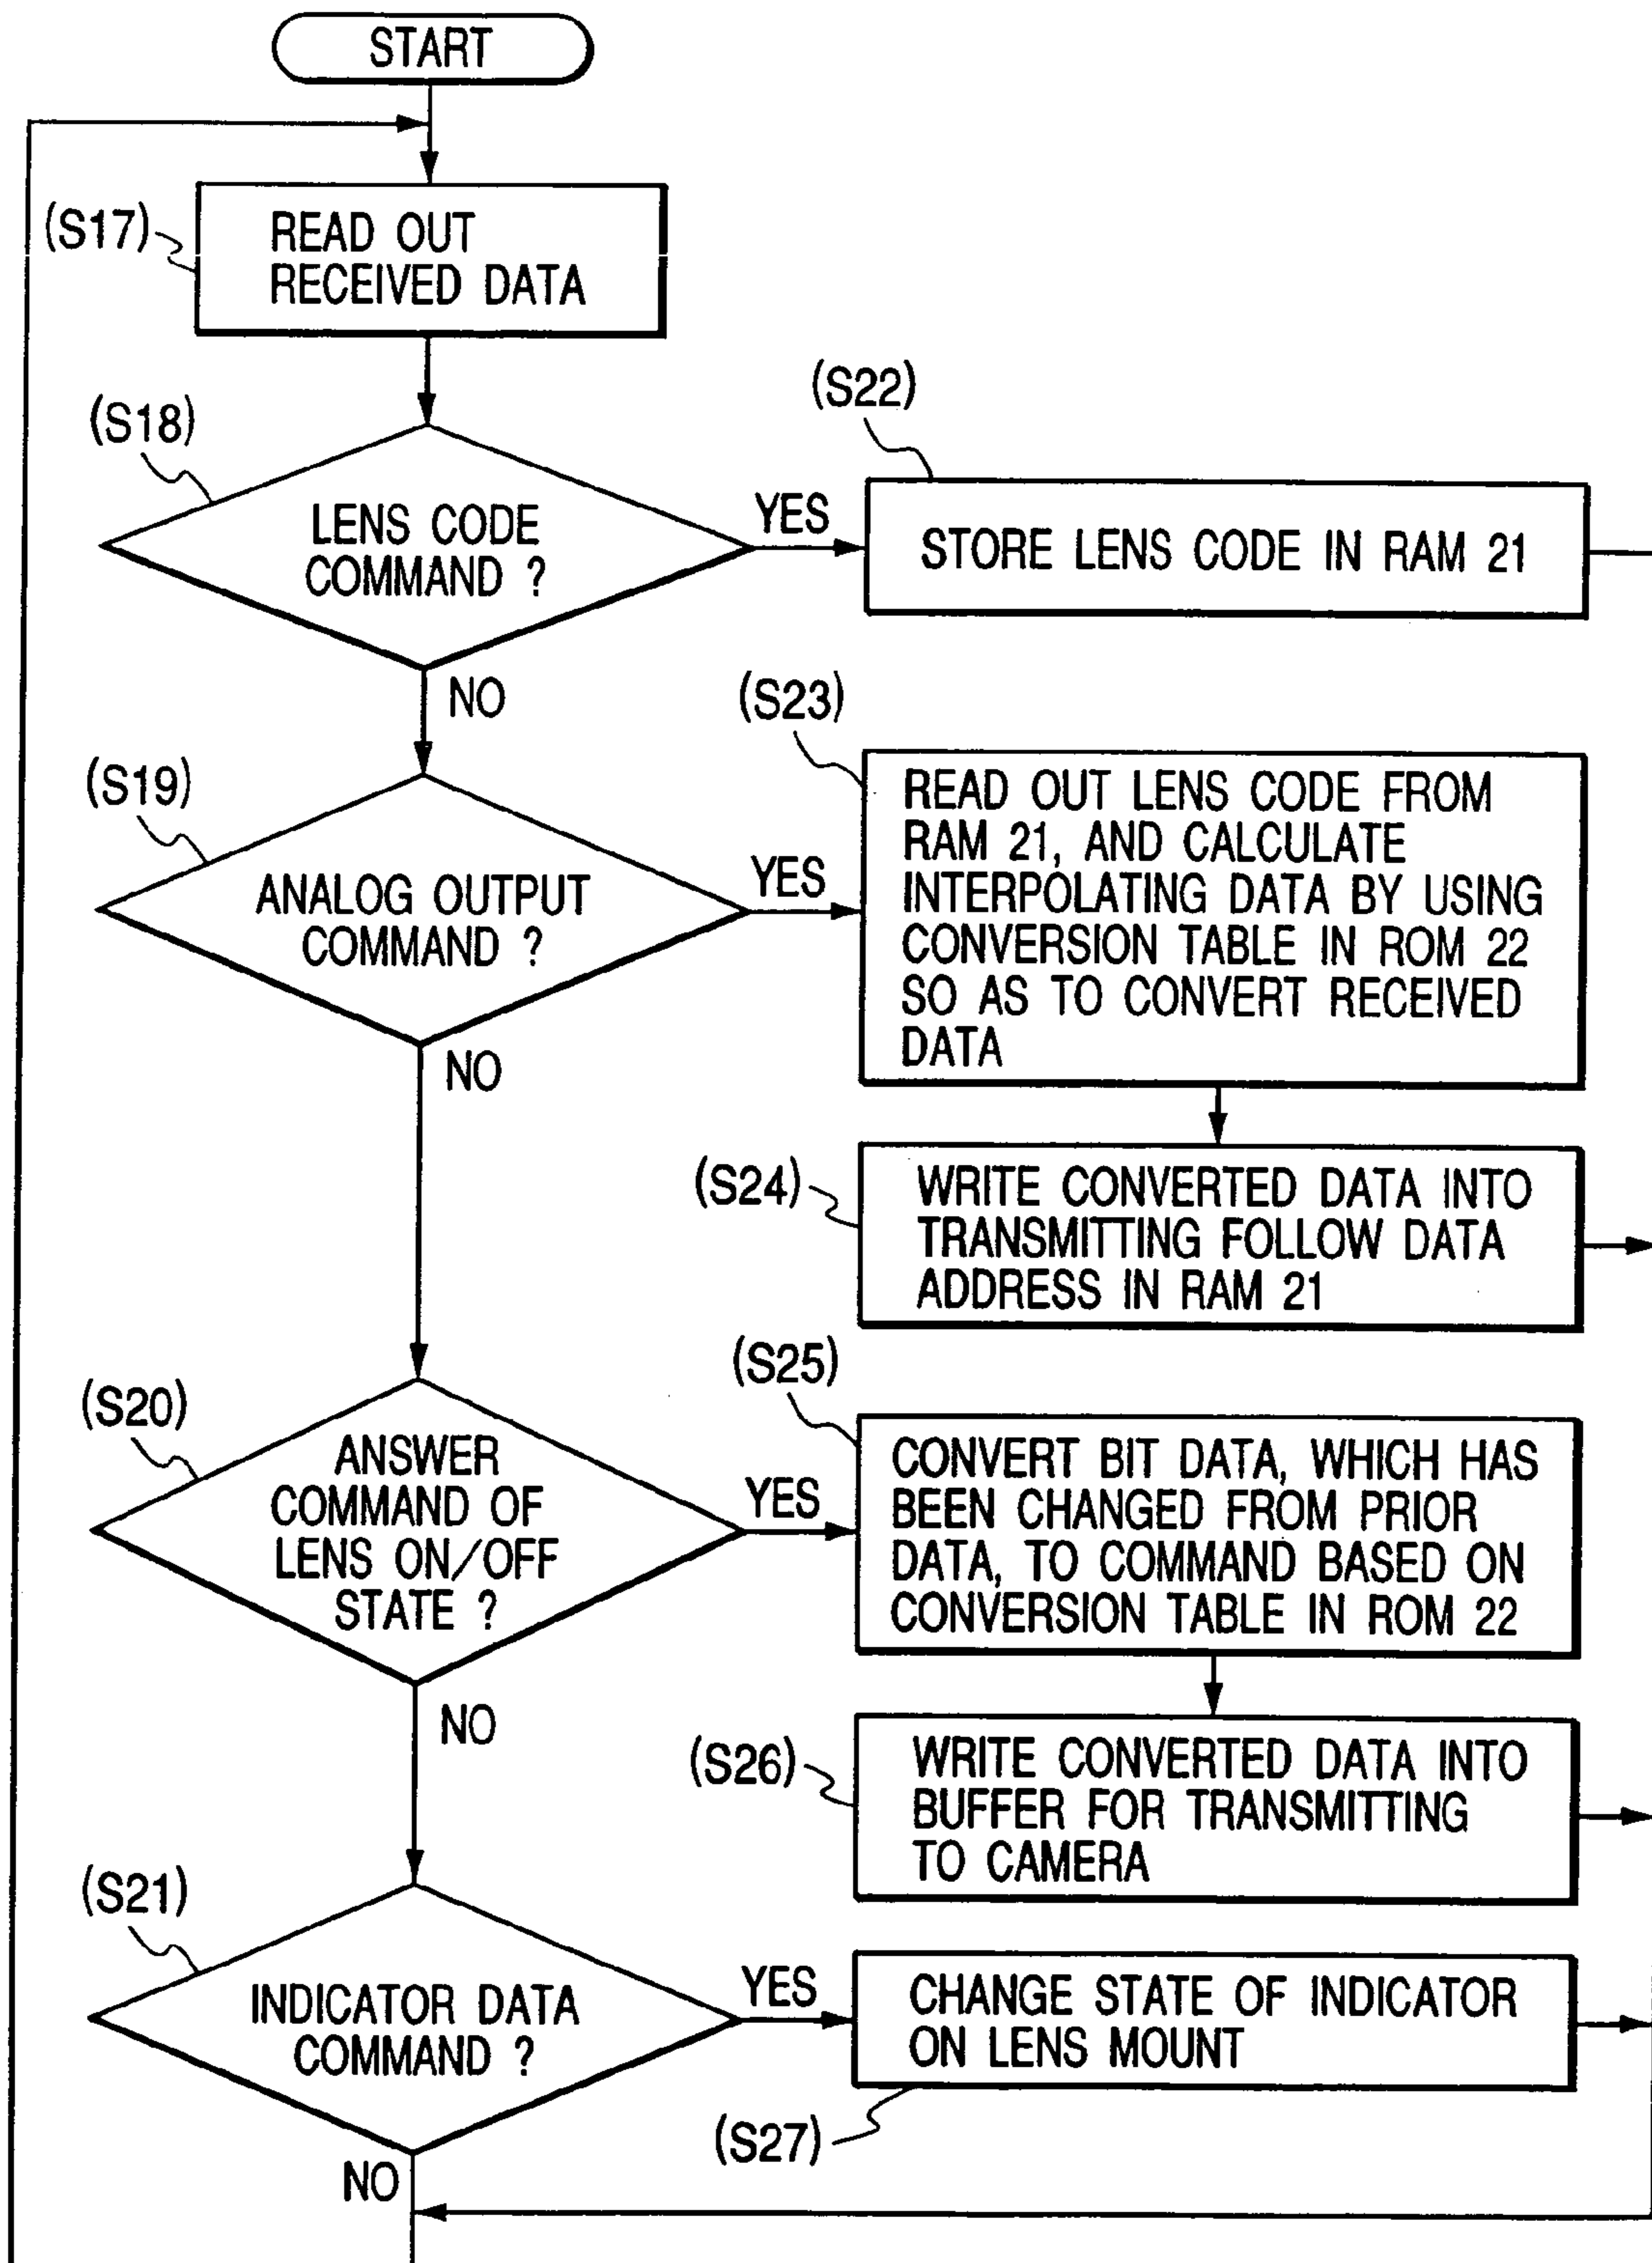 START
(S17)
READ OUT
RECEIVED DATA
(S18)
LENS CODE
COMMAND ?
YES
NO
(S22)
STORE LENS CODE IN RAM 21
(S19)
ANALOG OUTPUT
COMMAND ?
YES
NO
(S23)
READ OUT LENS CODE FROM
RAM 21, AND CALCULATE
INTERPOLATING DATA BY USING
CONVERSION TABLE IN ROM 22
SO AS TO CONVERT RECEIVED
DATA
(S24)
WRITE CONVERTED DATA INTO
TRANSMITTING FOLLOW DATA
ADDRESS IN RAM 21
(S20)
ANSWER
COMMAND OF
LENS ON/OFF
STATE ?
YES
NO
(S25)
CONVERT BIT DATA, WHICH HAS
BEEN CHANGED FROM PRIOR
DATA, TO COMMAND BASED ON
CONVERSION TABLE IN ROM 22
(S26)
WRITE CONVERTED DATA INTO
BUFFER FOR TRANSMITTING
TO CAMERA
(S21)
INDICATOR DATA
COMMAND ?
YES
NO
CHANGE STATE OF INDICATOR
ON LENS MOUNT
(S27)